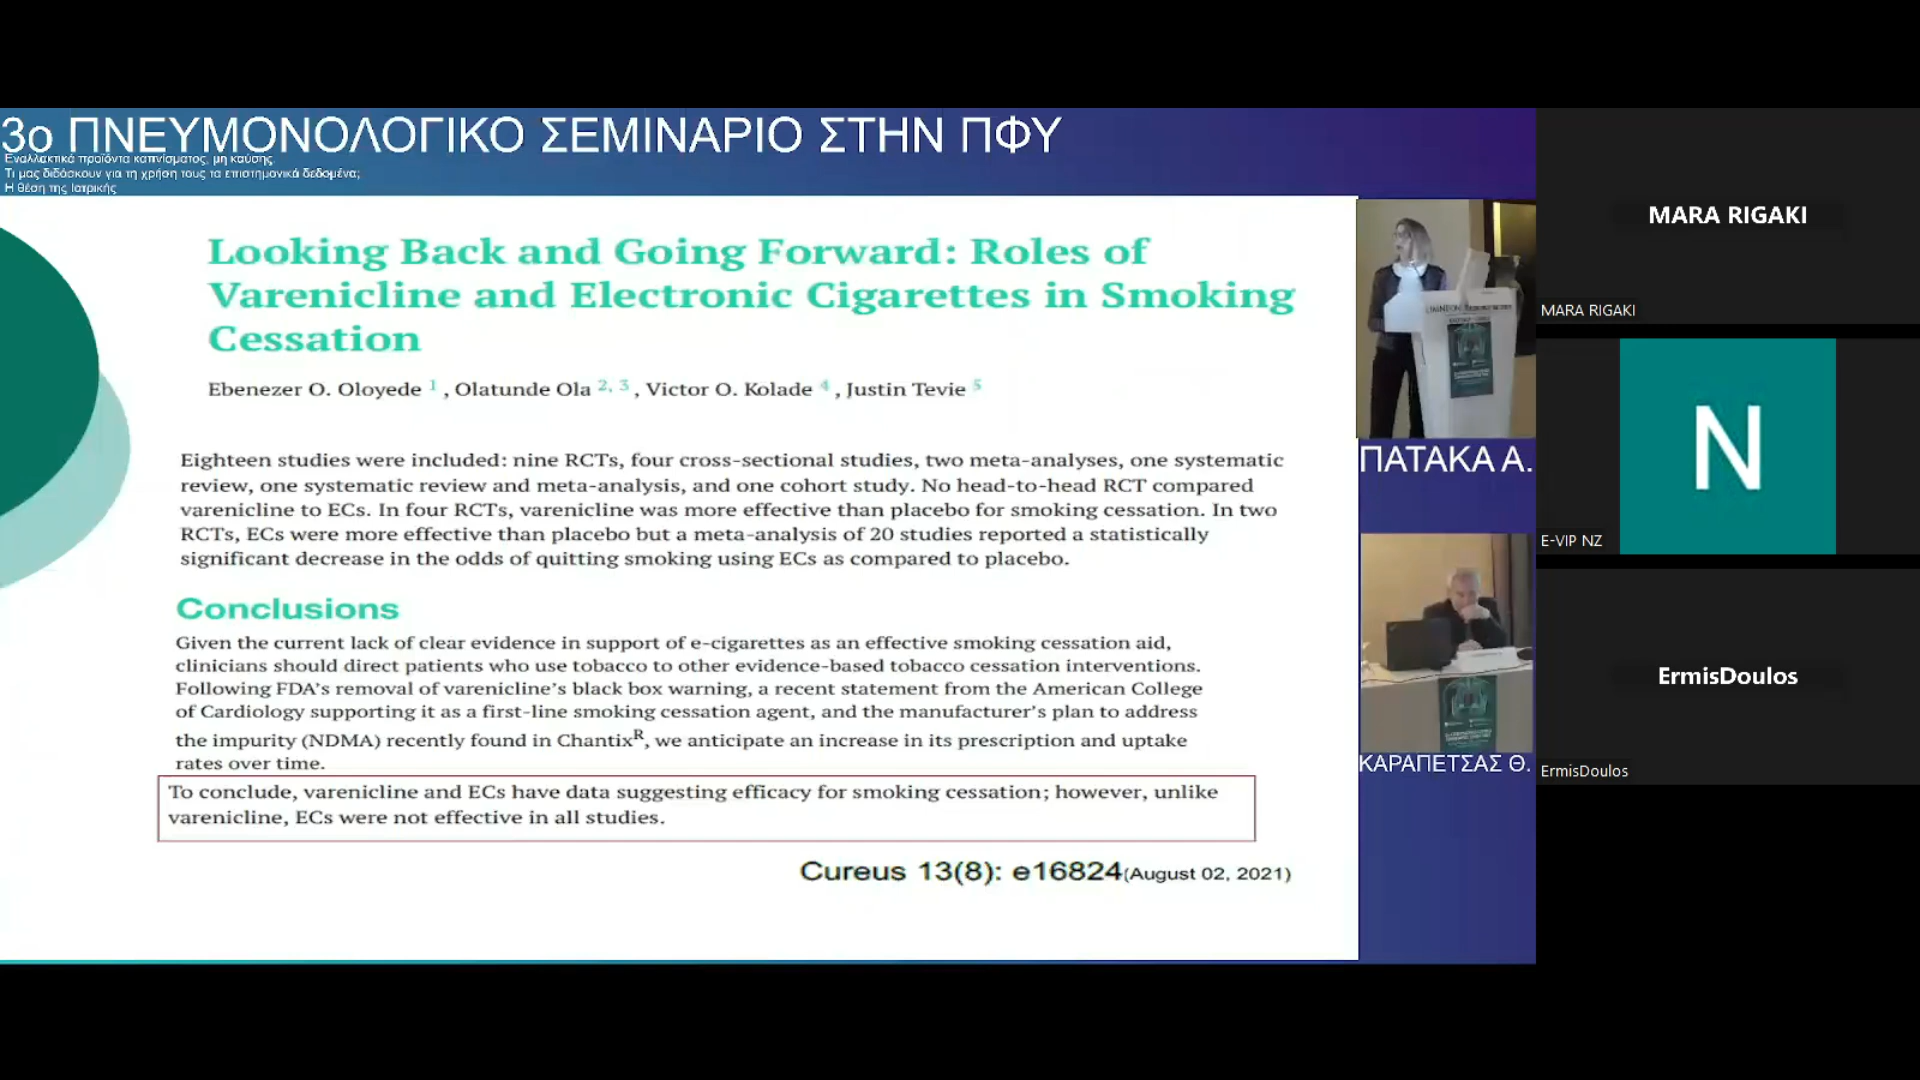 3ο ΠΝΕΥΜΟΝΟΛΟΓΙΚΟ ΣΕΜΙΝΑΡΙΟ ΣΤΗΝ ΠΦΥ
Εναλλακτικά προϊόντα καπνίσματος, μη καύσης.
Τι μας διδάσκουν για τη χρήση τους τα επιστημονικά δεδομένα;
Η θέση της Ιατρικής
Looking Back and Going Forward: Roles of
Varenicline and Electronic Cigarettes in Smoking
Cessation
Ebenezer O. Oloyede 1 , Olatunde Ola 2, 3 , Victor O. Kolade 4 , Justin Tevie 5
Eighteen studies were included: nine RCTs, four cross-sectional studies, two meta-analyses, one systematic
review, one systematic review and meta-analysis, and one cohort study. No head-to-head RCT compared
varenicline to ECs. In four RCTs, varenicline was more effective than placebo for smoking cessation. In two
RCTs, ECs were more effective than placebo but a meta-analysis of 20 studies reported a statistically
significant decrease in the odds of quitting smoking using ECs as compared to placebo.
Conclusions
Given the current lack of clear evidence in support of e-cigarettes as an effective smoking cessation aid,
clinicians should direct patients who use tobacco to other evidence-based tobacco cessation interventions.
Following FDA's removal of varenicline's black box warning, a recent statement from the American College
of Cardiology supporting it as a first-line smoking cessation agent, and the manufacturer's plan to address
the impurity (NDMA) recently found in ChantixR, we anticipate an increase in its prescription and uptake
rates over time.
To conclude, varenicline and ECs have data suggesting efficacy for smoking cessation; however, unlike
varenicline, ECs were not effective in all studies.
Cureus 13(8): e16824(August 02, 2021)
ΠΑΤΑΚΑ Α.
ΚΑΡΑΠΕΤΣΑΣ Θ.
MARA RIGAKI
MARA RIGAKI
N
E-VIP NZ
ErmisDoulos
ErmisDoulos